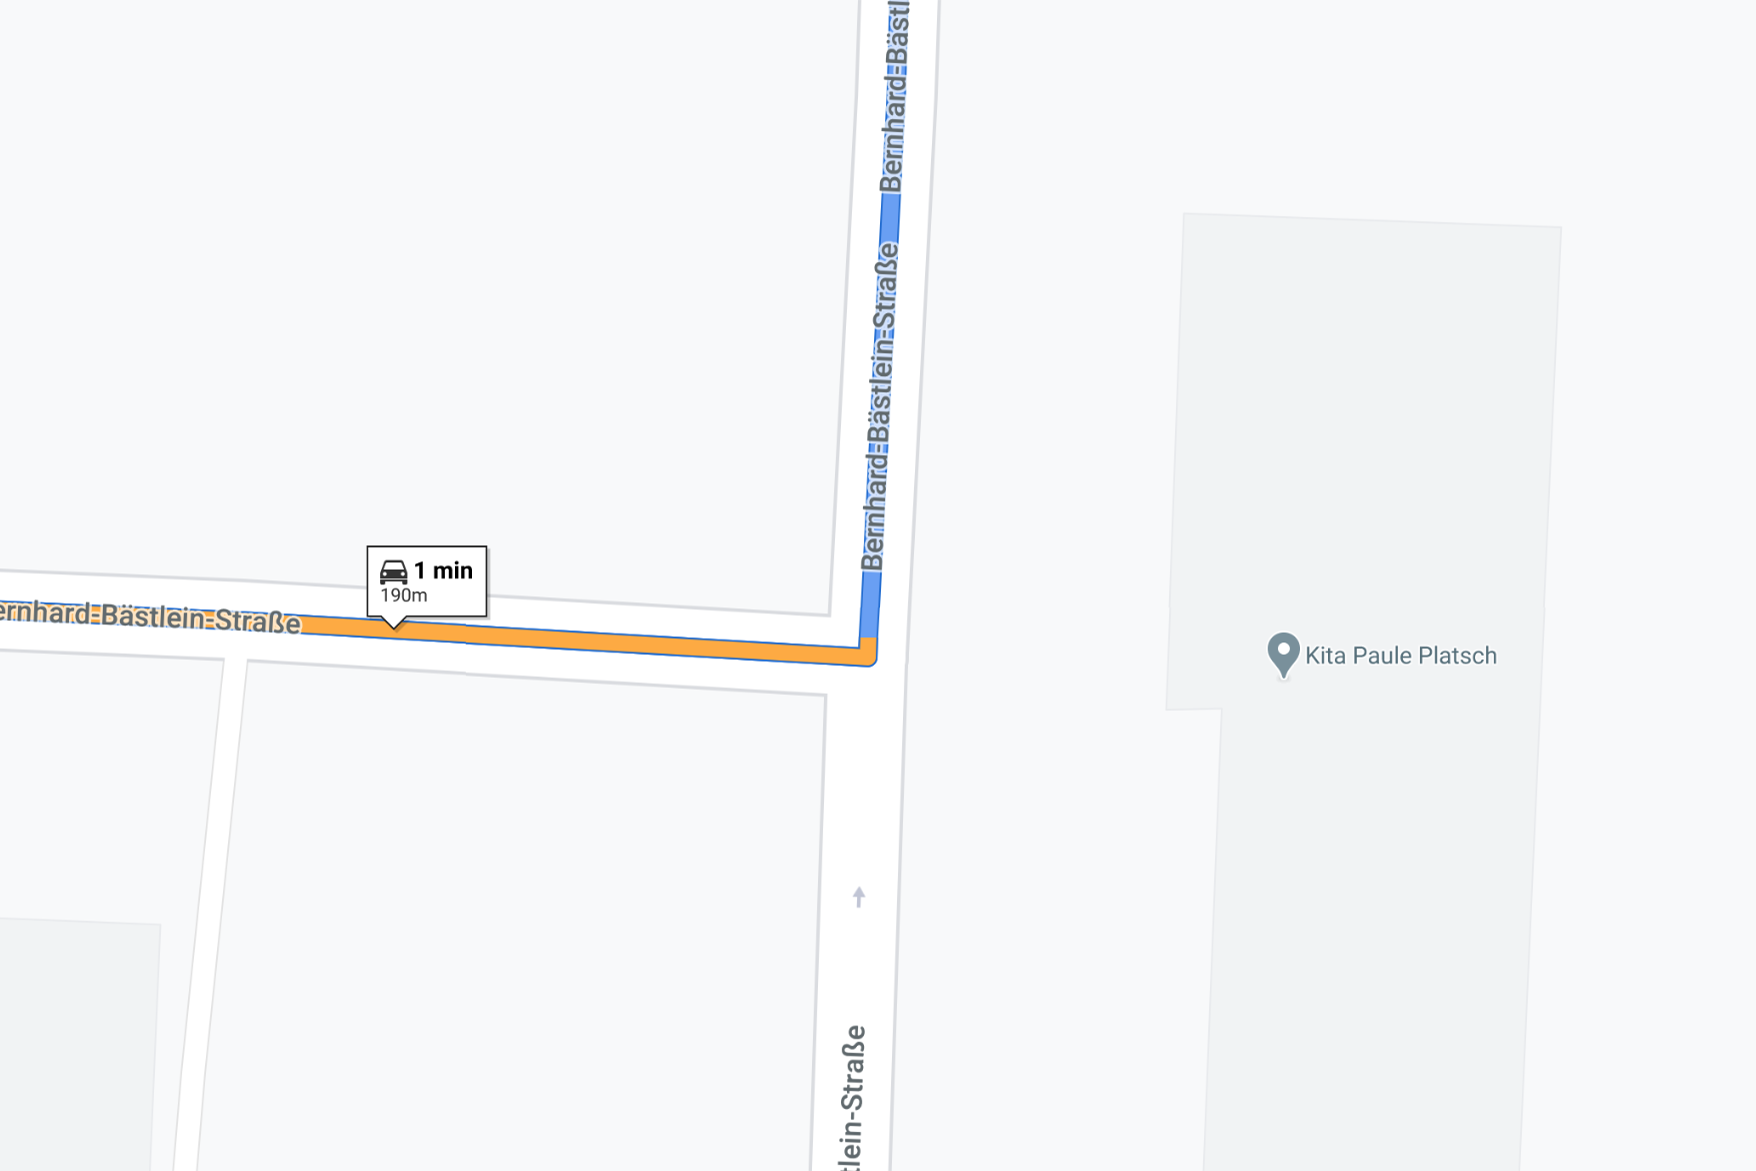 Bernhard-Bästl
Bernhard-Bästlein-Straße
1 min
190m
ernhard-Bästlein-Straße
Kita Paule Platsch
tlein-Straße